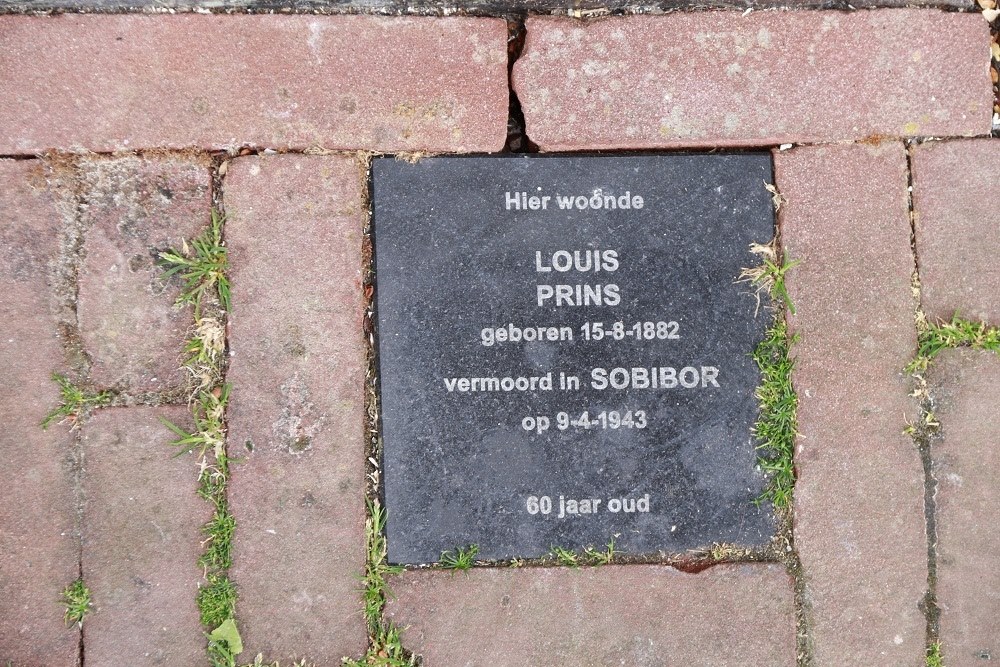 Hier woonde
LOUIS
PRINS
geboren 15-8-1882
vermoord in SOBIBOR
op 9-4-1943
60 jaar oud